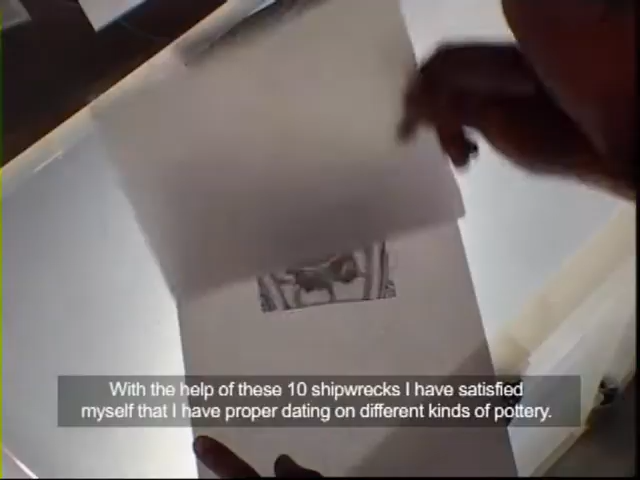 With the help of these 10 shipwrecks I have satisfied
myself that I have proper dating on different kinds of pottery.